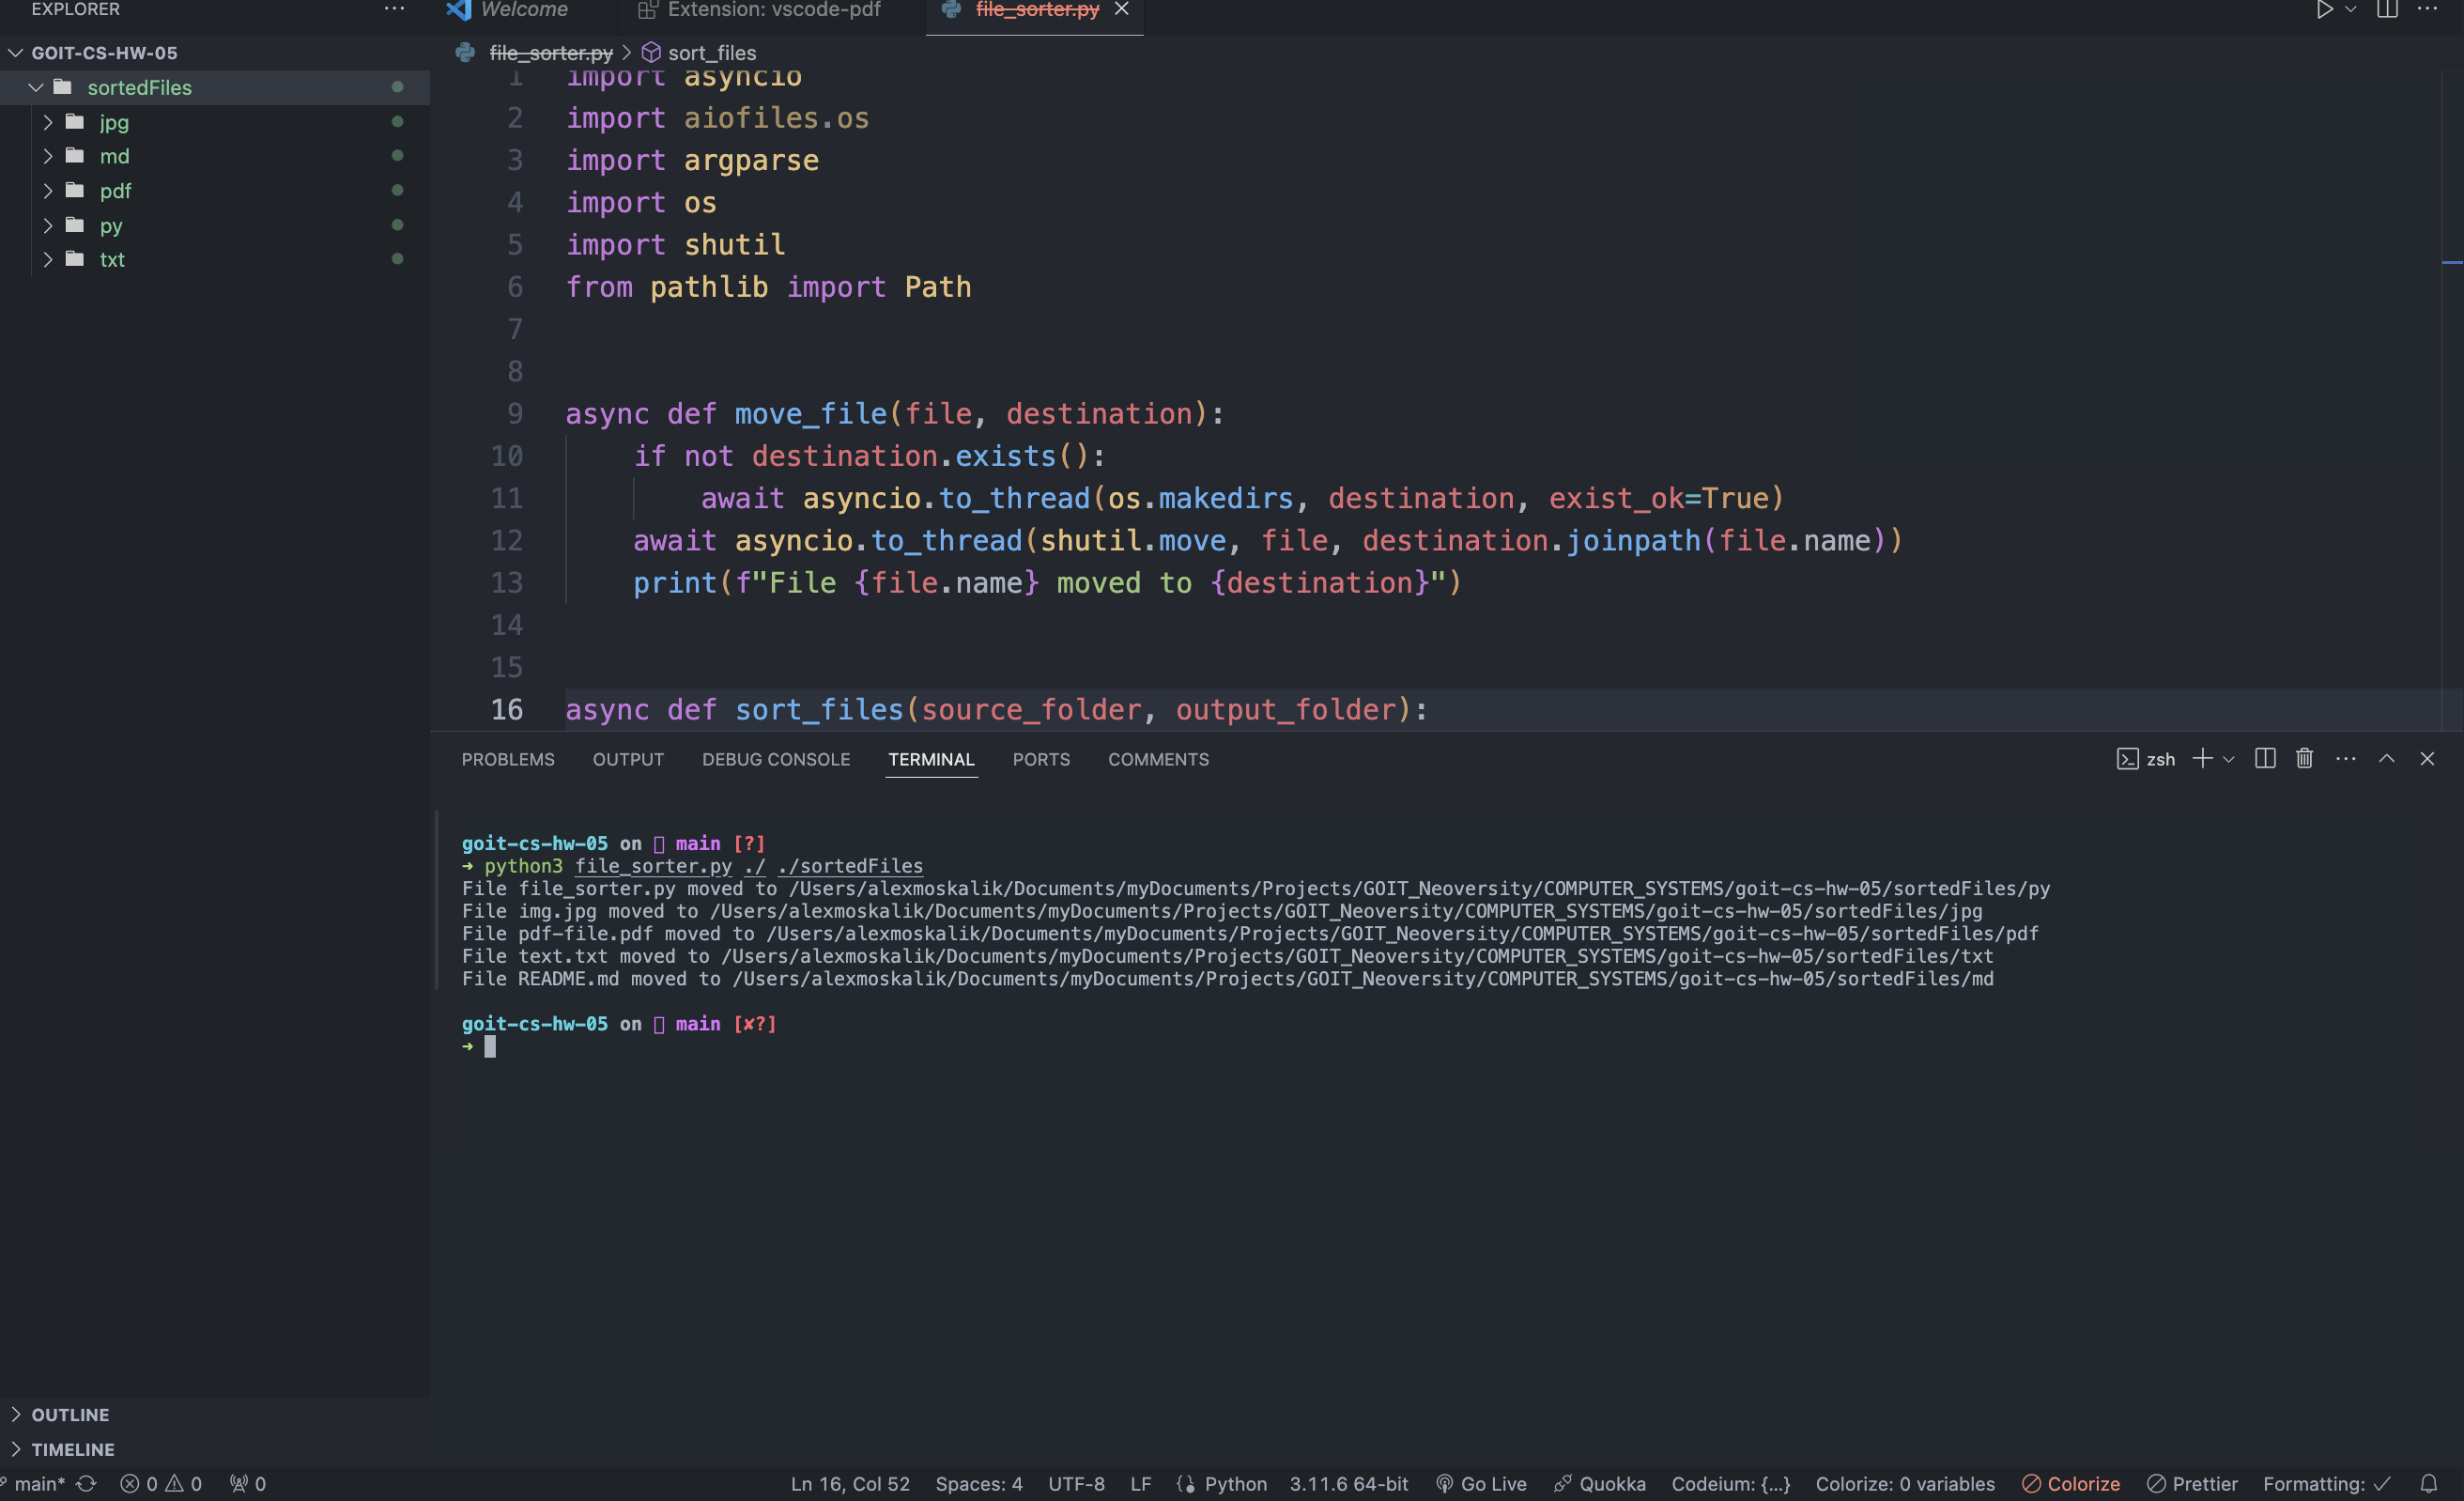 EXPLORER
Welcome
Extension: vscode-pdf
file_sorter.py
GOIT-CS-HW-05
file_sorter.py > sort_files
sortedFiles
jpg
md
pdf
py
txt
1 import asyncio
2 import aiofiles.os
3 import argparse
4 import os
5 import shutil
6 from pathlib import Path
7
8
9 async def move_file(file, destination):
10 if not destination.exists():
11 await asyncio.to_thread(os.makedirs, destination, exist_ok=True)
12 await asyncio.to_thread(shutil.move, file, destination.joinpath(file.name))
13 print(f"File {file.name} moved to {destination}")
14
15
16 async def sort_files(source_folder, output_folder):
PROBLEMS OUTPUT DEBUG CONSOLE TERMINAL PORTS COMMENTS
zsh
goit-cs-hw-05 on main [?]
➜ python3 file_sorter.py ./ ./sortedFiles
File file_sorter.py moved to /Users/alexmoskalik/Documents/myDocuments/Projects/GOIT_Neoversity/COMPUTER_SYSTEMS/goit-cs-hw-05/sortedFiles/py
File img.jpg moved to /Users/alexmoskalik/Documents/myDocuments/Projects/GOIT_Neoversity/COMPUTER_SYSTEMS/goit-cs-hw-05/sortedFiles/jpg
File pdf-file.pdf moved to /Users/alexmoskalik/Documents/myDocuments/Projects/GOIT_Neoversity/COMPUTER_SYSTEMS/goit-cs-hw-05/sortedFiles/pdf
File text.txt moved to /Users/alexmoskalik/Documents/myDocuments/Projects/GOIT_Neoversity/COMPUTER_SYSTEMS/goit-cs-hw-05/sortedFiles/txt
File README.md moved to /Users/alexmoskalik/Documents/myDocuments/Projects/GOIT_Neoversity/COMPUTER_SYSTEMS/goit-cs-hw-05/sortedFiles/md
goit-cs-hw-05 on main [✘?]
➜
OUTLINE
TIMELINE
main* 0 0 0 Ln 16, Col 52 Spaces: 4 UTF-8 LF Python 3.11.6 64-bit Go Live Quokka Codeium: {...} Colorize: 0 variables Colorize Prettier Formatting: ✓